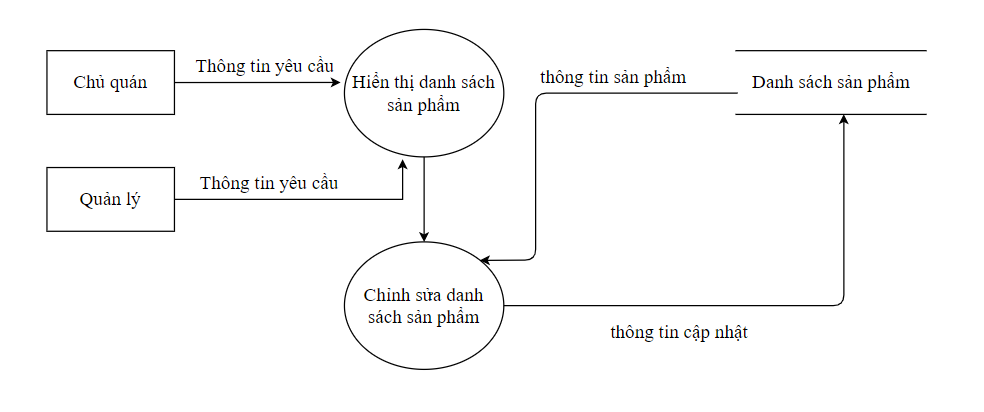 Chủ quán
Thông tin yêu cầu
Hiển thị danh sách
sản phẩm
thông tin sản phẩm
Danh sách sản phẩm
Quản lý
Thông tin yêu cầu
Chỉnh sửa danh
sách sản phẩm
thông tin cập nhật